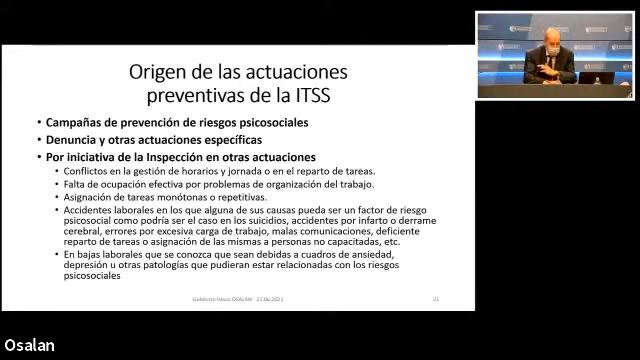 Origen de las actuaciones
preventivas de la ITSS
• Campañas de prevención de riesgos psicosociales
• Denuncia y otras actuaciones específicas
• Por iniciativa de la Inspección en otras actuaciones
• Conflictos en la gestión de horarios y jornada o en el reparto de tareas.
• Falta de ocupación efectiva por problemas de organización del trabajo.
• Asignación de tareas monótonas o repetitivas.
• Accidentes laborales en los que alguna de sus causas pueda ser un factor de riesgo
psicosocial como podría ser el caso en los suicidios, accidentes por infarto o derrame
cerebral, errores por excesiva carga de trabajo, malas comunicaciones, deficiente
reparto de tareas o asignación de las mismas a personas no capacitadas, etc.
• En bajas laborales que se conozca que sean debidas a cuadros de ansiedad,
depresión u otras patologías que pudieran estar relacionadas con los riesgos
psicosociales
Gobierno Vasco OSALAN - 23.06.2021
21
Osalan